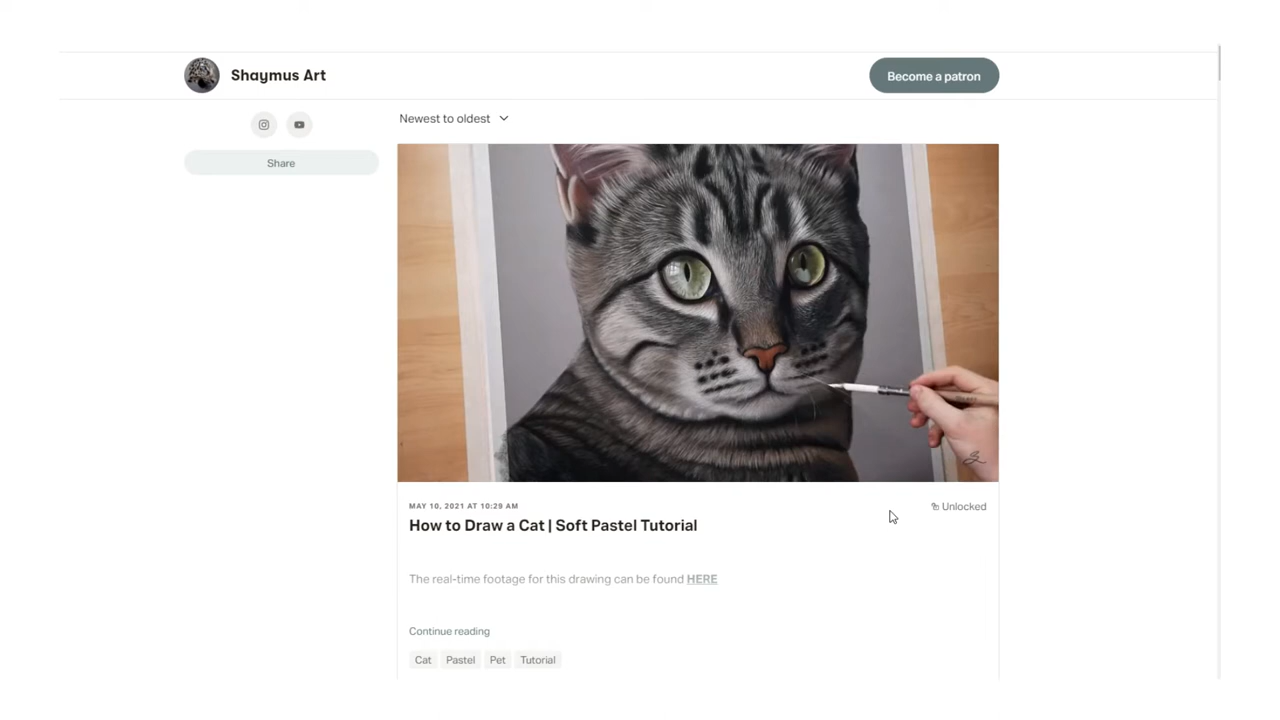 Shaymus Art
Become a patron
Newest to oldest
Share
MAY 10, 2021 AT 10:29 AM
Unlocked
How to Draw a Cat | Soft Pastel Tutorial
The real-time footage for this drawing can be found HERE
Continue reading
Cat Pastel Pet Tutorial